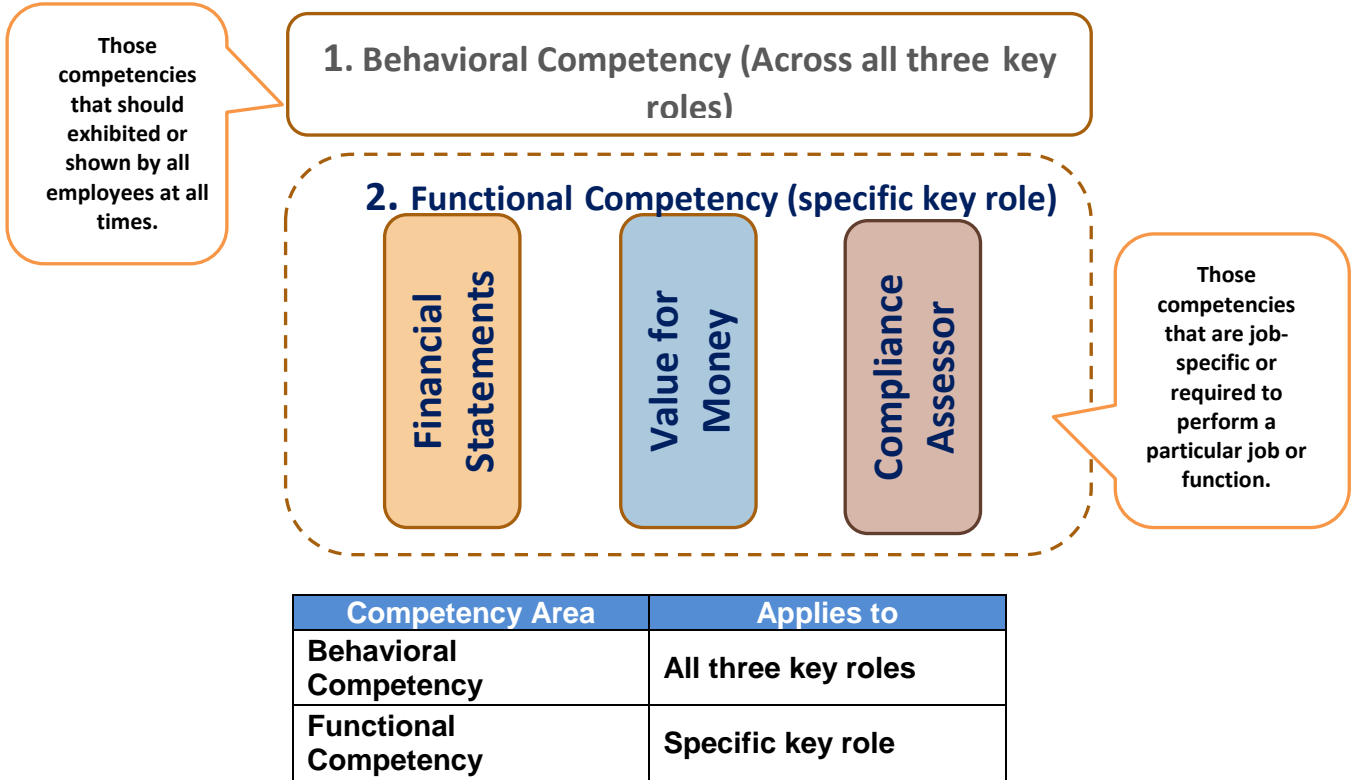 Those
competencies
that should
exhibited or
shown by all
employees at all
times.
1. Behavioral Competency (Across all three key
roles)
2. Functional Competency (specific key role)
Financial
Statements
Value for
Money
Compliance
Assessor
Those
competencies
that are job-
specific or
required to
perform a
particular job or
function.
Competency Area Applies to
Behavioral
Competency All three key roles
Functional
Competency Specific key role